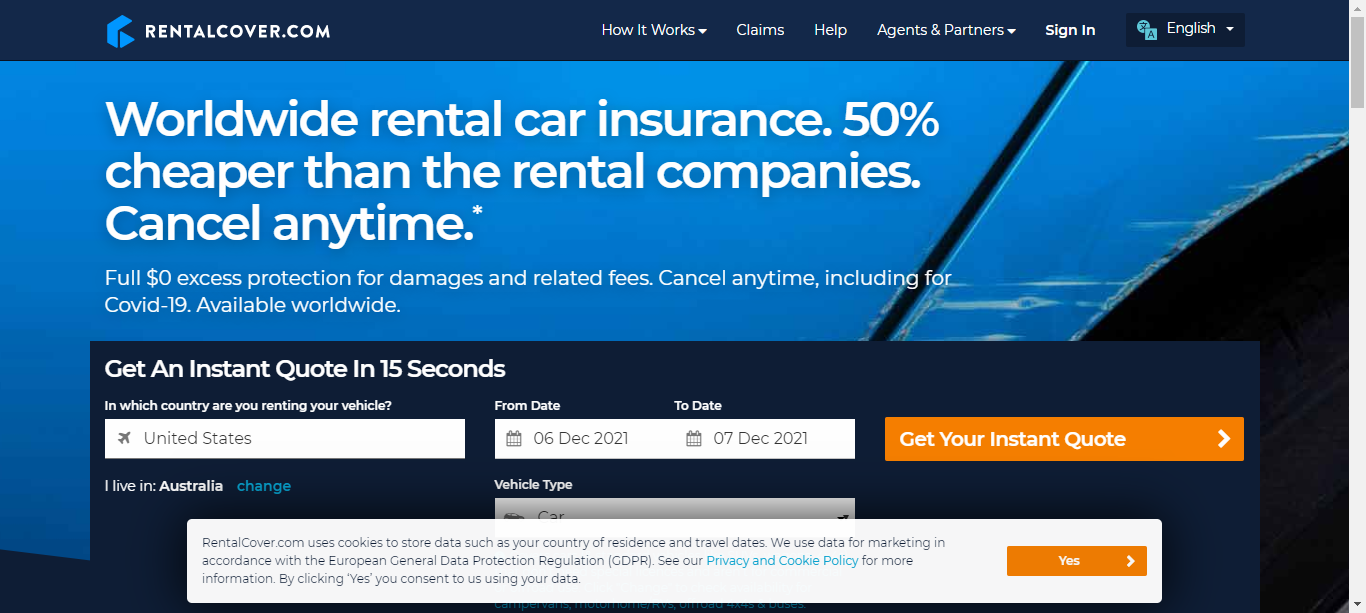 RENTALCOVER.COM
How It Works
Claims
Help
Agents & Partners
Sign In
English
Worldwide rental car insurance. 50%
cheaper than the rental companies.
Cancel anytime.*
Full $0 excess protection for damages and related fees. Cancel anytime, including for
Covid-19. Available worldwide.
Get An Instant Quote In 15 Seconds
In which country are you renting your vehicle?
From Date
To Date
United States
06 Dec 2021
07 Dec 2021
Get Your Instant Quote
I live in: Australia change
Vehicle Type
Car
RentalCover.com uses cookies to store data such as your country of residence and travel dates. We use data for marketing in
accordance with the European General Data Protection Regulation (GDPR). See our Privacy and Cookie Policy for more
information. By clicking ‘Yes’ you consent to us using your data.
Yes
campervans, motorhome/RVs, offroad 4x4s & buses.